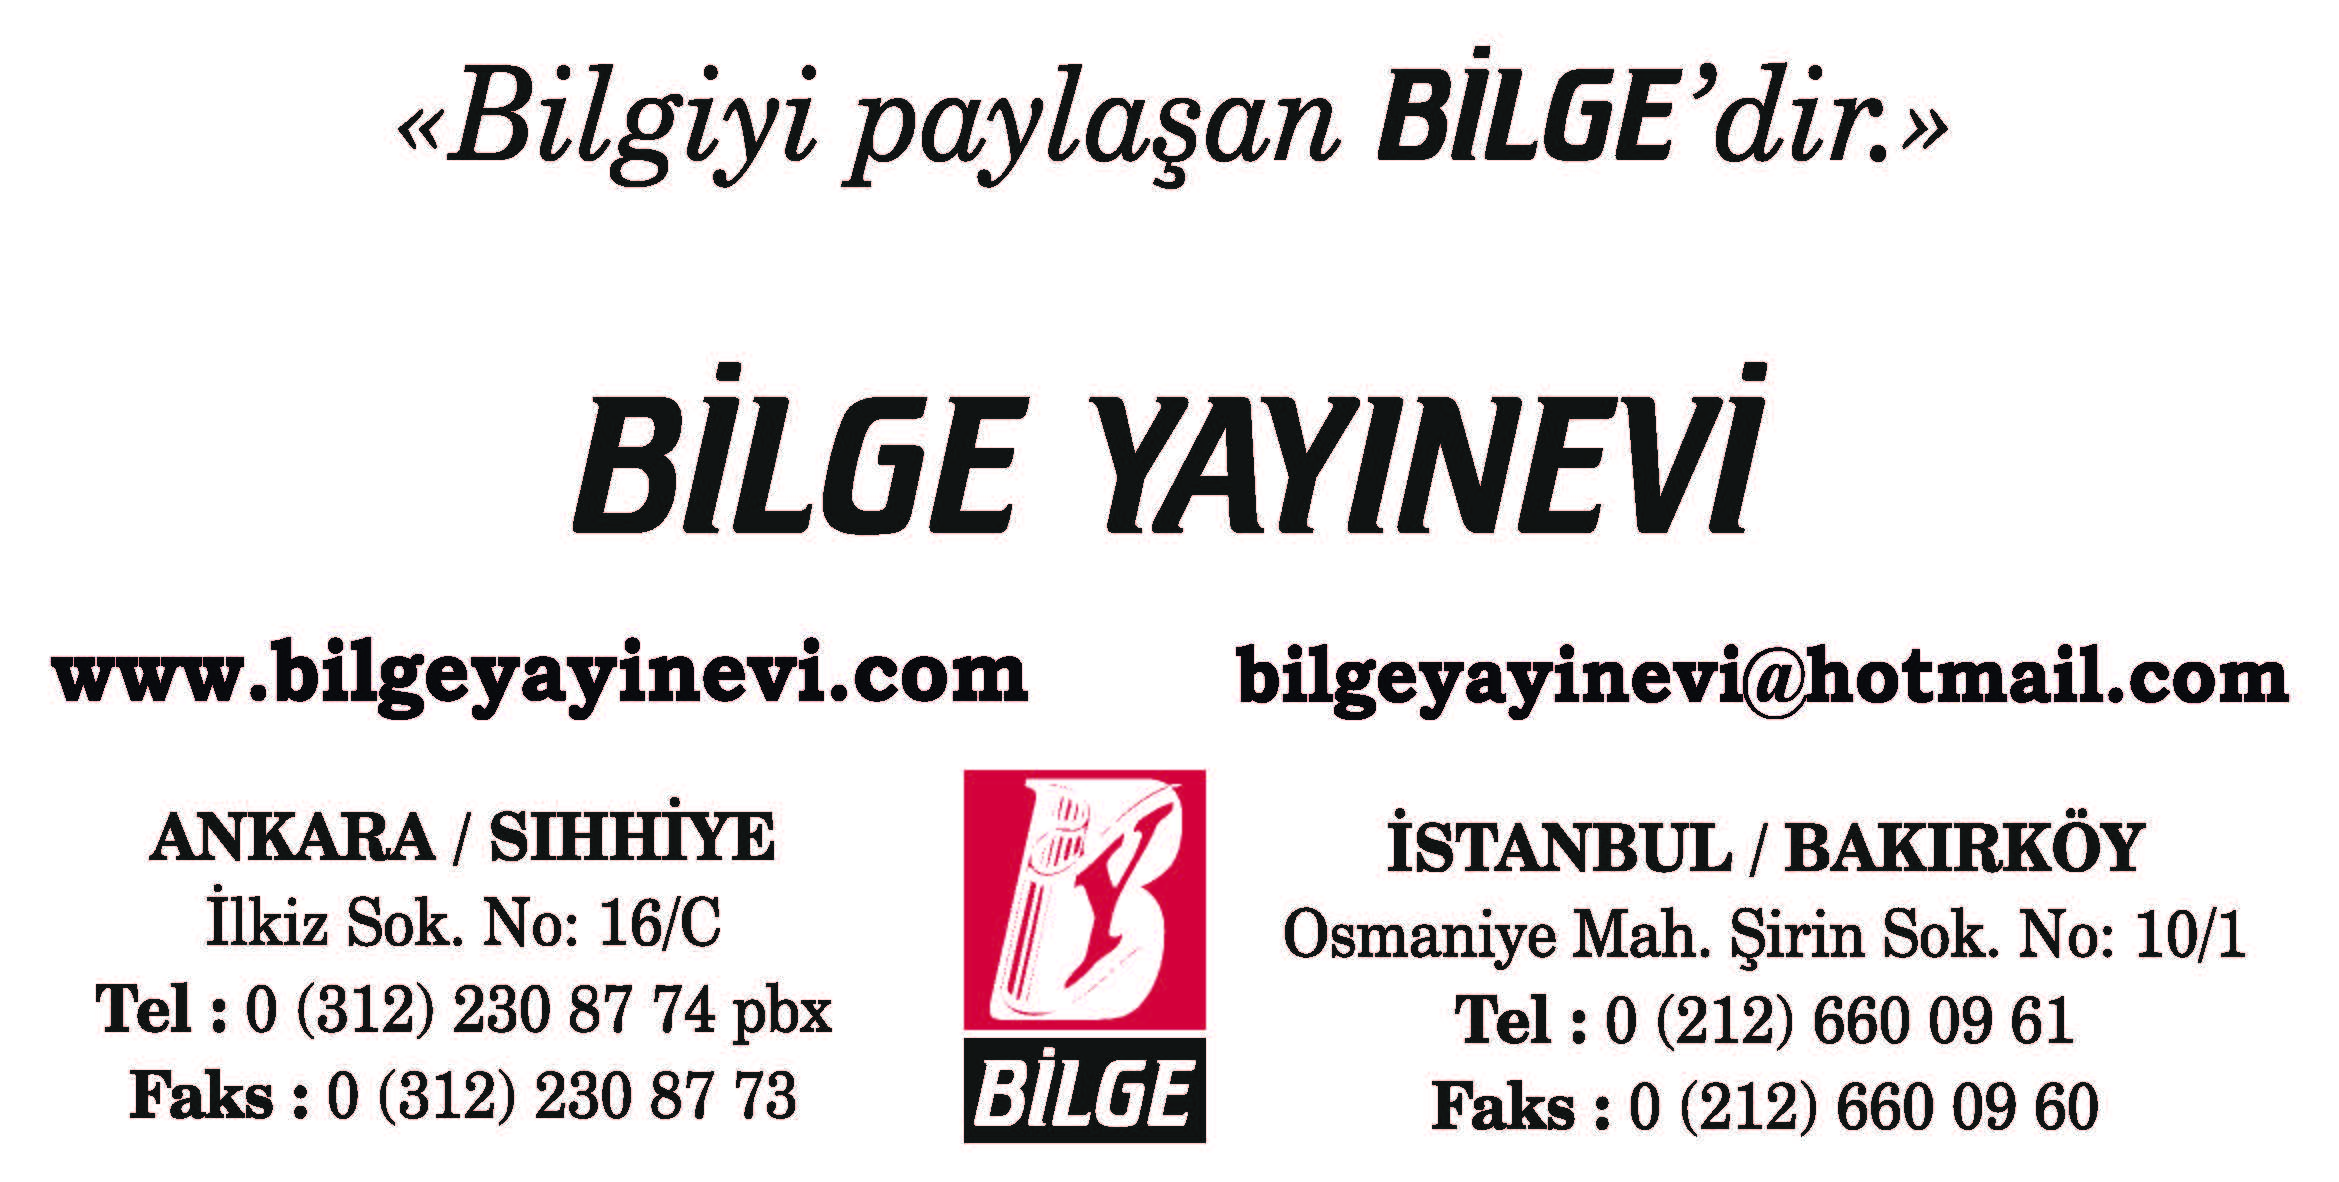 «Bilgiyi paylaşan BİLGE’dir.»
BİLGE YAYINEVİ
www.bilgeyayinevi.com
bilgeyayinevi@hotmail.com
ANKARA / SIHHİYE
İlkiz Sok. No: 16/C
Tel : 0 (312) 230 87 74 pbx
Faks : 0 (312) 230 87 73
BİLGE
İSTANBUL / BAKIRKÖY
Osmaniye Mah. Şirin Sok. No: 10/1
Tel : 0 (212) 660 09 61
Faks : 0 (212) 660 09 60